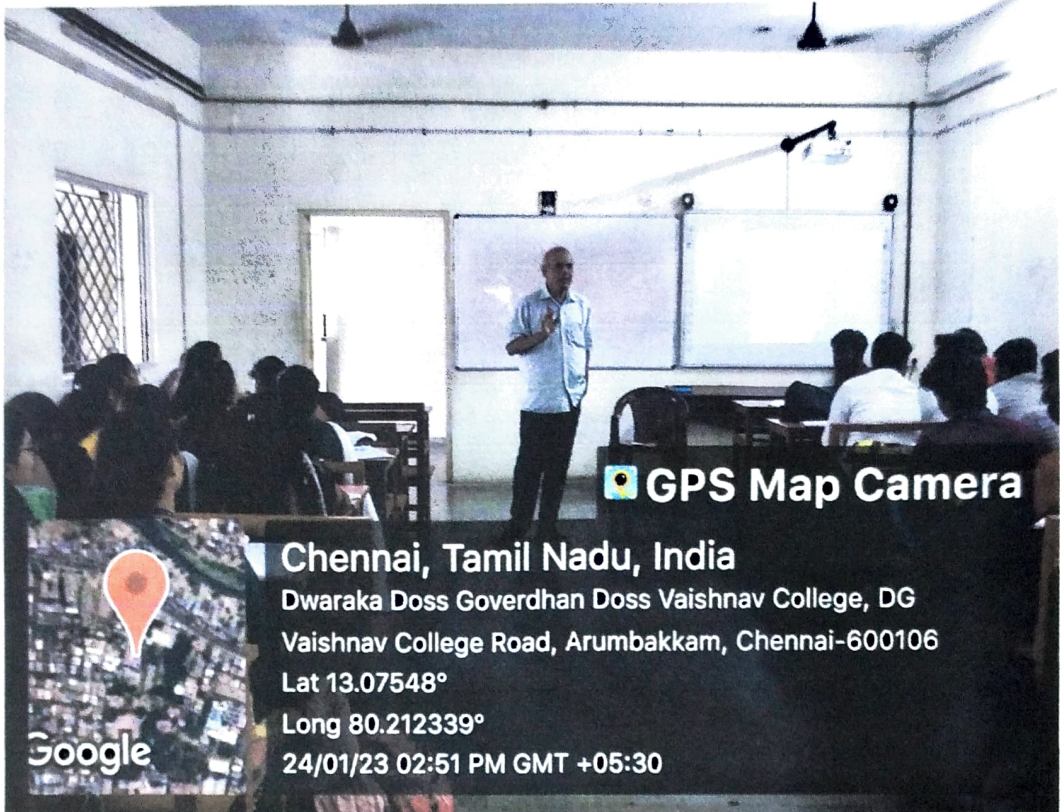 GPS Map Camera
Chennai, Tamil Nadu, India
Dwaraka Doss Goverdhan Doss Vaishnav College, DG
Vaishnav College Road, Arumbakkam, Chennai-600106
Lat 13.07548°
Long 80.212339°
24/01/23 02:51 PM GMT +05:30
Google